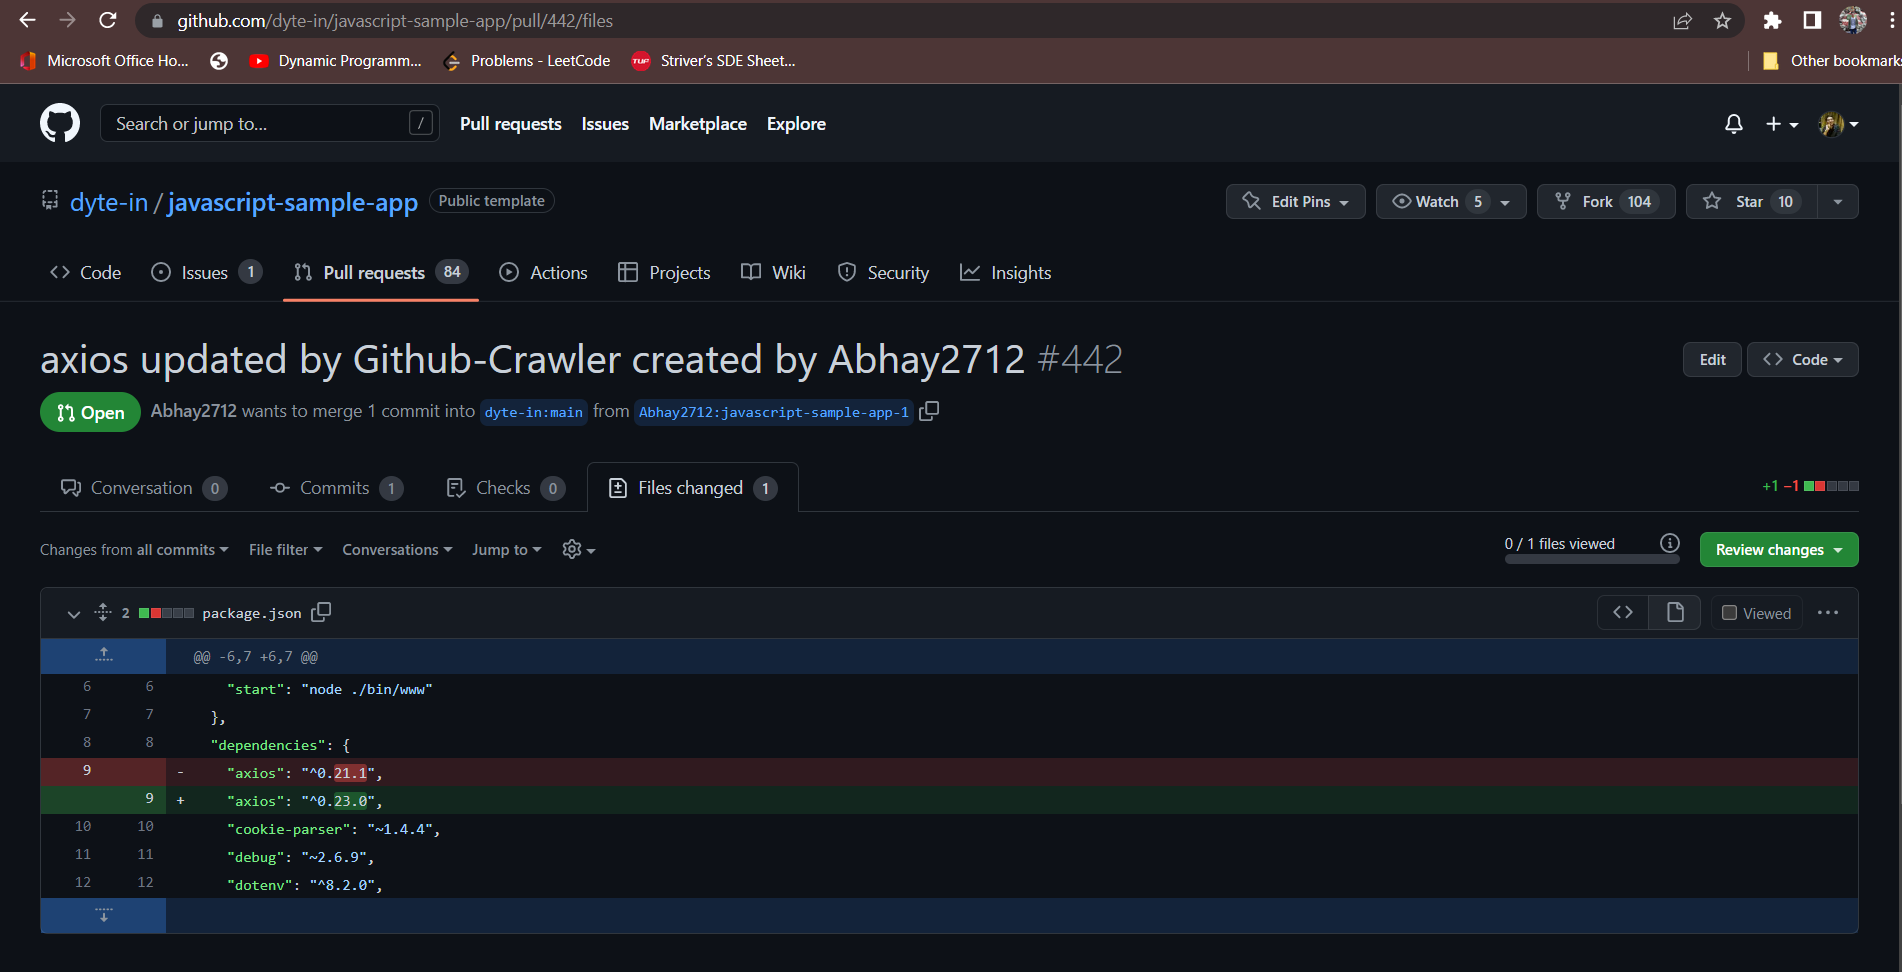 github.com/dyte-in/javascript-sample-app/pull/442/files
Microsoft Office Ho... Dynamic Programm... Problems - LeetCode TUF Striver's SDE Sheet... Other bookmarks
Search or jump to... / Pull requests Issues Marketplace Explore
dyte-in / javascript-sample-app Public template Edit Pins Watch 5 Fork 104 Star 10
Code Issues 1 Pull requests 84 Actions Projects Wiki Security Insights
axios updated by Github-Crawler created by Abhay2712 #442 Edit Code
Open Abhay2712 wants to merge 1 commit into dyte-in:main from Abhay2712:javascript-sample-app-1
Conversation 0 Commits 1 Checks 0 Files changed 1 +1 −1
Changes from all commits File filter Conversations Jump to 0 / 1 files viewed Review changes
2 package.json Viewed
@@ -6,7 +6,7 @@
6 6 "start": "node ./bin/www"
7 7 },
8 8 "dependencies": {
9 - "axios": "^0.21.1",
9 + "axios": "^0.23.0",
10 10 "cookie-parser": "~1.4.4",
11 11 "debug": "~2.6.9",
12 12 "dotenv": "^8.2.0",